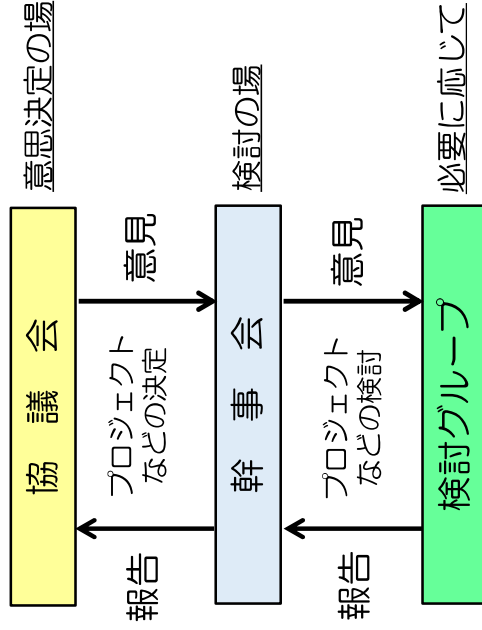 意思決定の場
協議会
意見
プロジェクト
などの決定
報告
検討の場
幹事会
意見
プロジェクト
などの検討
報告
必要に応じて
検討グループ